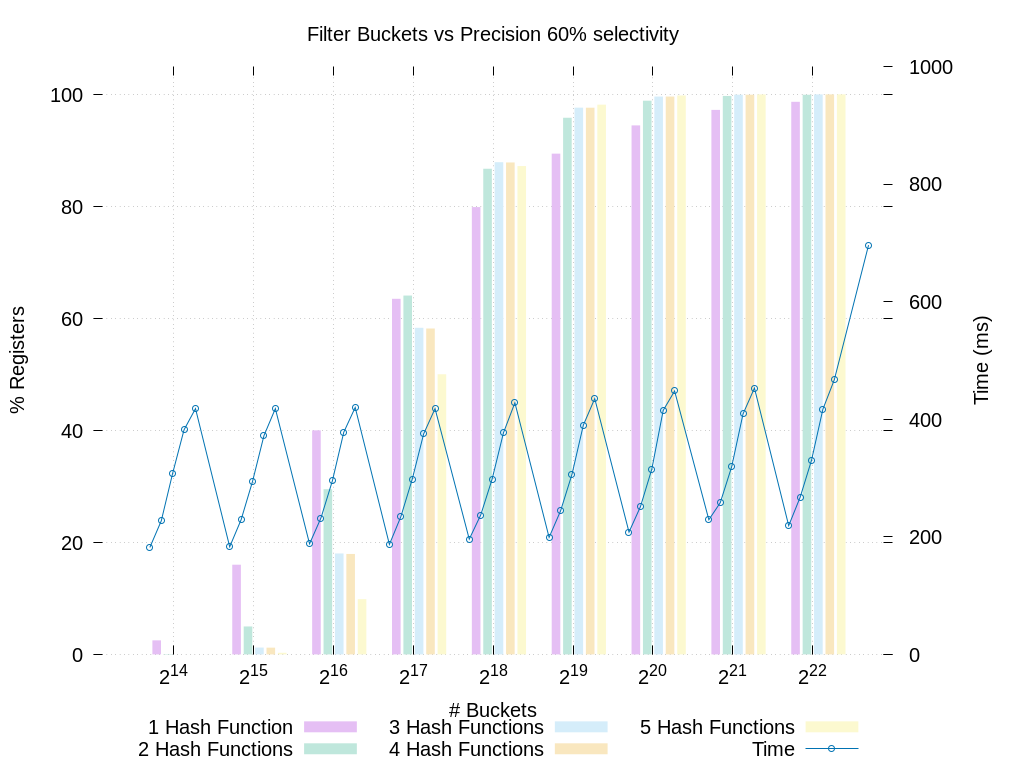 Filter Buckets vs Precision 60% selectivity
1000
100
800
80
600
60
400
40
200
20
0
0
% Registers
Time (ms)
2^14 2^15 2^16 2^17 2^18 2^19 2^20 2^21 2^22
# Buckets
1 Hash Function 3 Hash Functions 5 Hash Functions
2 Hash Functions 4 Hash Functions Time